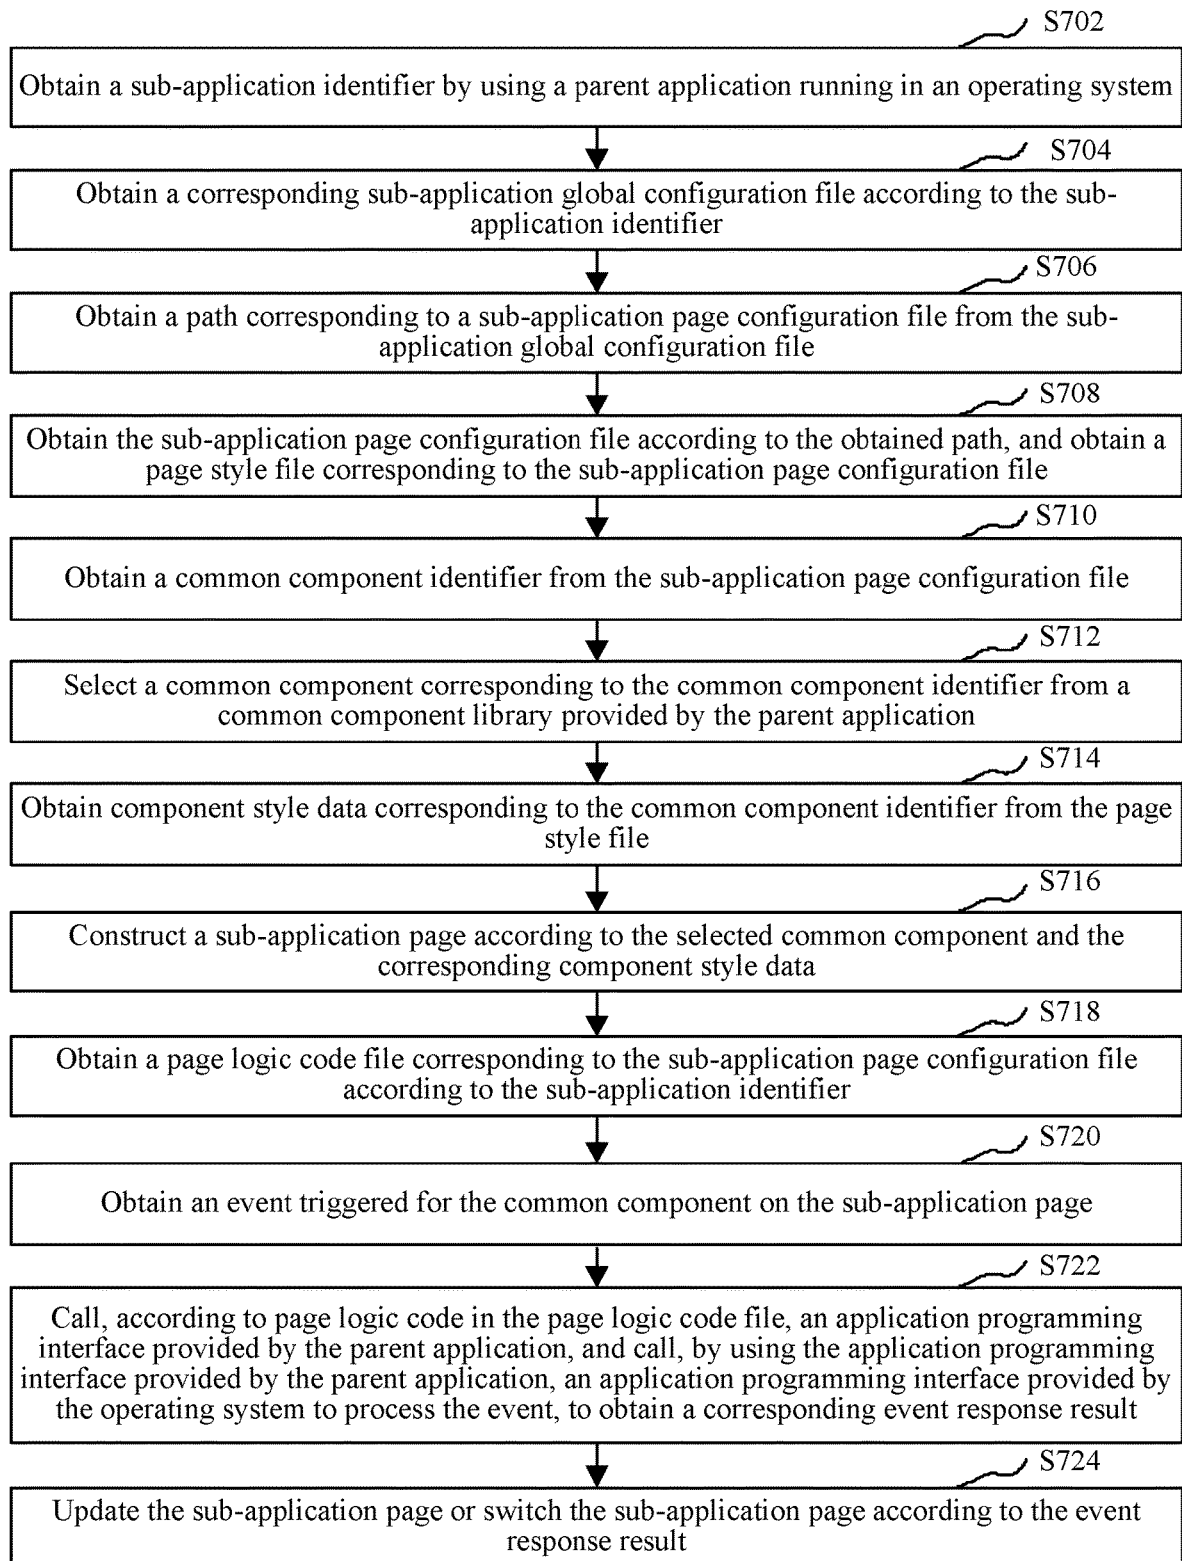 S702
Obtain a sub-application identifier by using a parent application running in an operating system
S704
Obtain a corresponding sub-application global configuration file according to the sub-
application identifier
S706
Obtain a path corresponding to a sub-application page configuration file from the sub-
application global configuration file
S708
Obtain the sub-application page configuration file according to the obtained path, and obtain a
page style file corresponding to the sub-application page configuration file
S710
Obtain a common component identifier from the sub-application page configuration file
S712
Select a common component corresponding to the common component identifier from a
common component library provided by the parent application
S714
Obtain component style data corresponding to the common component identifier from the page
style file
S716
Construct a sub-application page according to the selected common component and the
corresponding component style data
S718
Obtain a page logic code file corresponding to the sub-application page configuration file
according to the sub-application identifier
S720
Obtain an event triggered for the common component on the sub-application page
S722
Call, according to page logic code in the page logic code file, an application programming
interface provided by the parent application, and call, by using the application programming
interface provided by the parent application, an application programming interface provided by
the operating system to process the event, to obtain a corresponding event response result
S724
Update the sub-application page or switch the sub-application page according to the event
response result